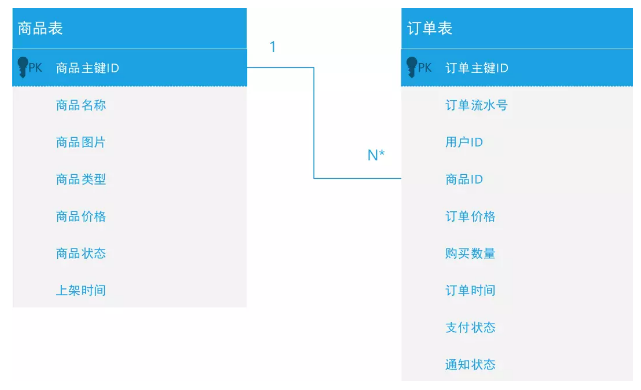 商品表
PK 商品主键ID
商品名称
商品图片
商品类型
商品价格
商品状态
上架时间
1
N*
订单表
PK 订单主键ID
订单流水号
用户ID
商品ID
订单价格
购买数量
订单时间
支付状态
通知状态